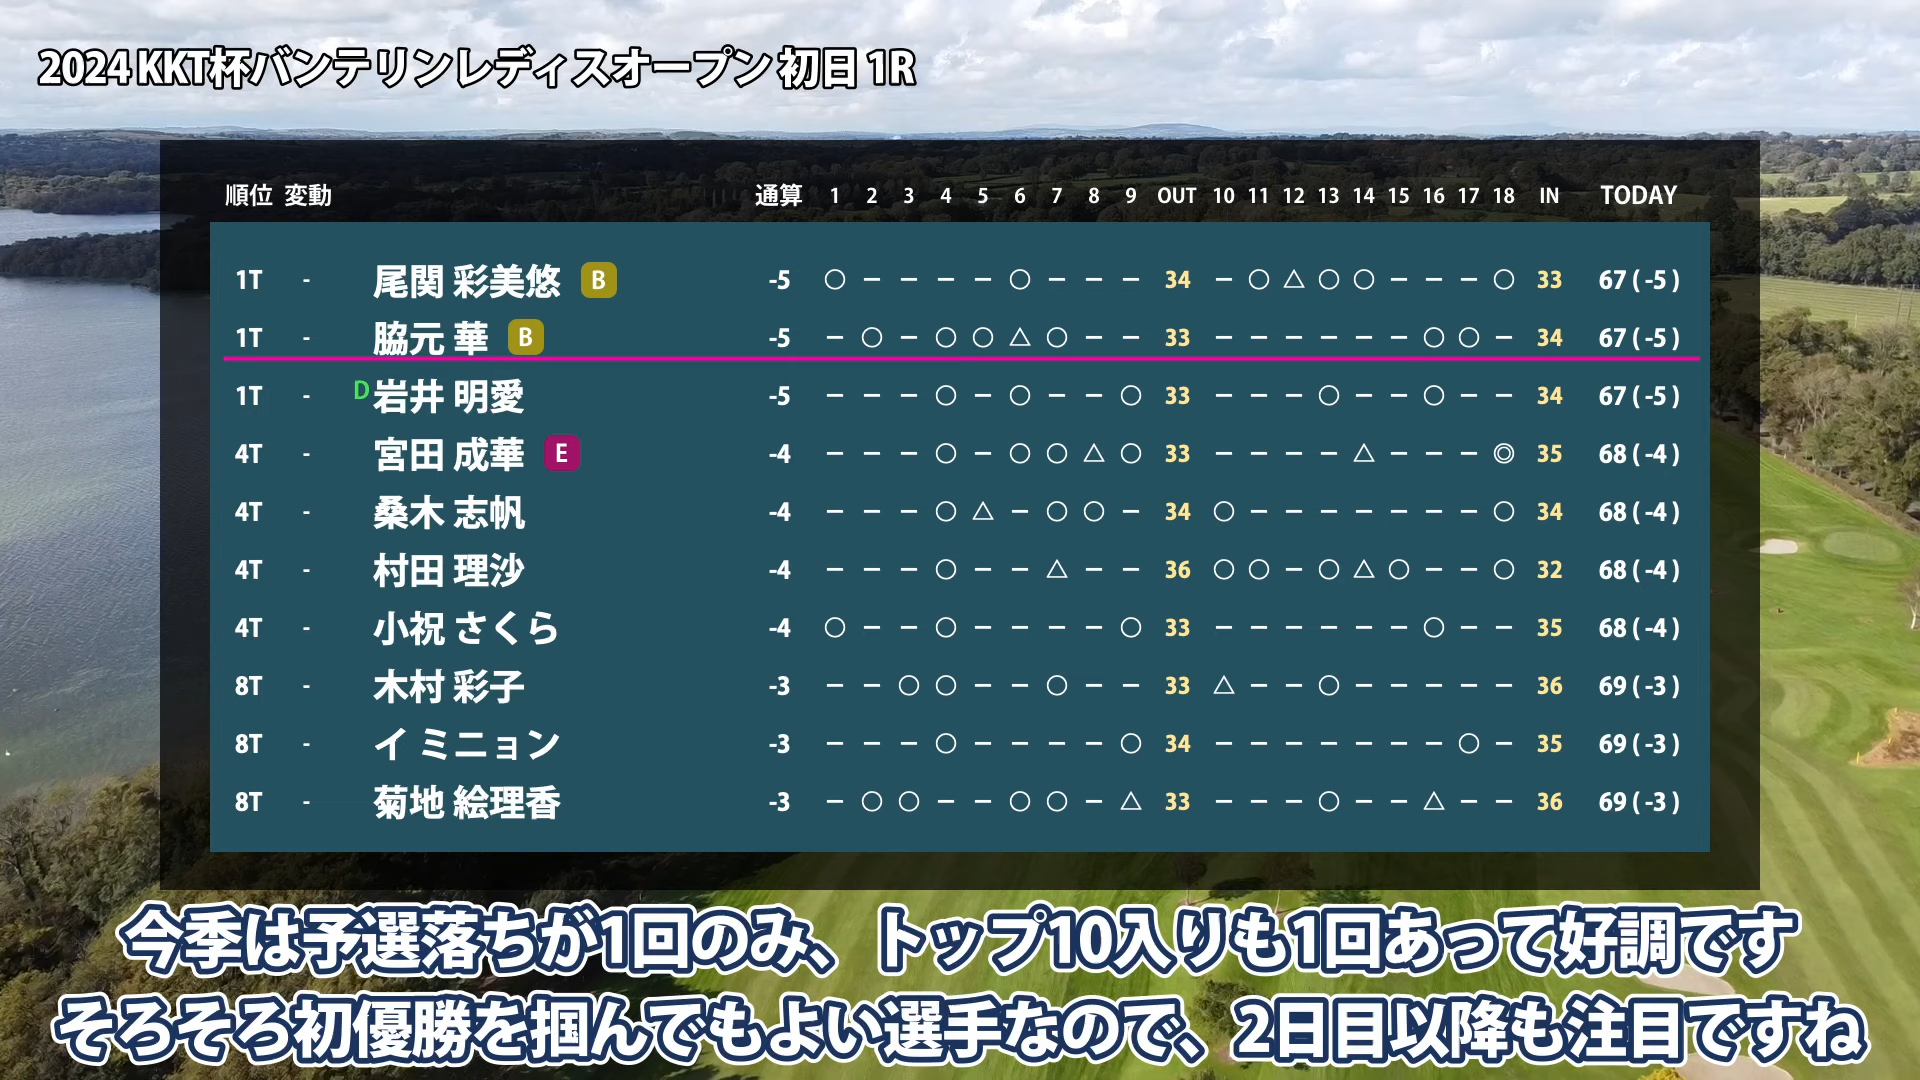 2024 KKT杯バンテリンレディスオープン 初日 1R
順位 変動 通算 1 2 3 4 5 6 7 8 9 OUT 10 11 12 13 14 15 16 17 18 IN TODAY
1T - 尾関 彩美悠 B -5 ○ － － － － ○ － － － 34 － ○ △ ○ ○ － － － ○ 33 67 ( -5 )
1T - 脇元 華 B -5 － ○ － ○ ○ △ ○ － － 33 － － － － － － ○ ○ － 34 67 ( -5 )
1T - D 岩井 明愛 -5 － － － ○ － ○ － － ○ 33 － － － ○ － － ○ － － 34 67 ( -5 )
4T - 宮田 成華 E -4 － － － ○ － ○ ○ △ ○ 33 － － － － △ － － － ◎ 35 68 ( -4 )
4T - 桑木 志帆 -4 － － － ○ △ － ○ ○ － 34 ○ － － － － － － － ○ 34 68 ( -4 )
4T - 村田 理沙 -4 － － － ○ － － △ － － 36 ○ ○ － ○ △ ○ － － ○ 32 68 ( -4 )
4T - 小祝 さくら -4 ○ － － ○ － － － － ○ 33 － － － － － － ○ － － 35 68 ( -4 )
8T - 木村 彩子 -3 － － ○ ○ － － ○ － － 33 △ － － ○ － － － － － 36 69 ( -3 )
8T - イ ミニョン -3 － － － ○ － － － － ○ 34 － － － － － － － ○ － 35 69 ( -3 )
8T - 菊地 絵理香 -3 － ○ ○ － － ○ ○ － △ 33 － － － ○ － － △ － － 36 69 ( -3 )
今季は予選落ちが1回のみ、トップ10入りも1回あって好調です
そろそろ初優勝を掴んでもよい選手なので、2日目以降も注目ですね